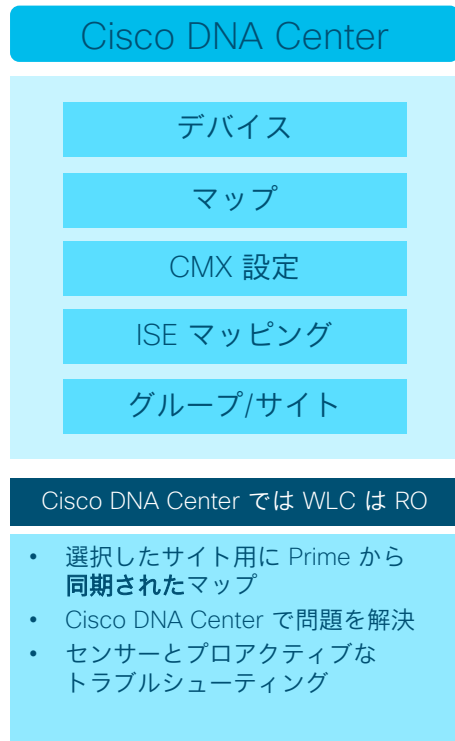 Cisco DNA Center
デバイス
マップ
CMX 設定
ISE マッピング
グループ/サイト
Cisco DNA Center では WLC は RO
• 選択したサイト用に Prime から
同期されたマップ
• Cisco DNA Center で問題を解決
• センサーとプロアクティブな
トラブルシューティング